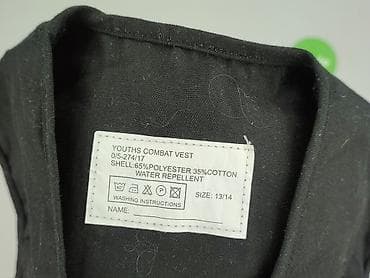 YOUTHS COMBAT VEST
0/5-274/17
SHELL:65%POLYESTER 35%COTTON
WATER REPELLENT
WASHING INSTRUCTIONS
SIZE: 13/14
NAME: